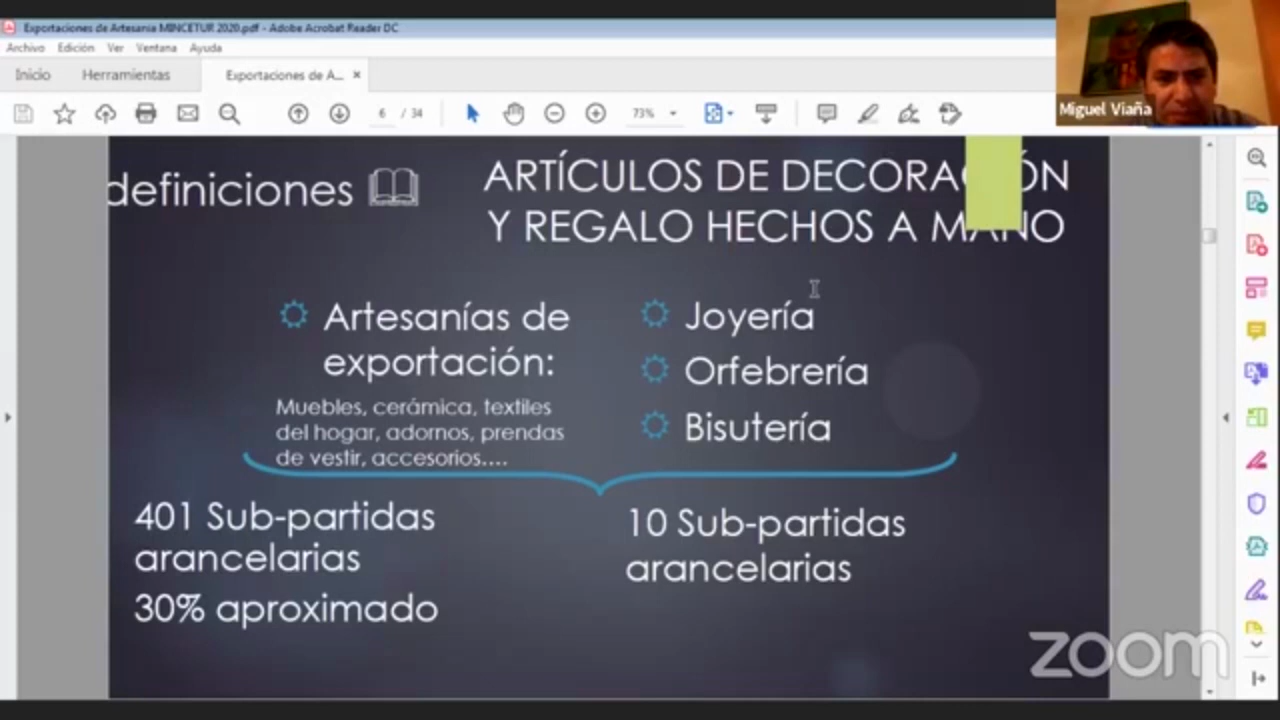 Exportaciones de Artesania MINCETUR 2020.pdf - Adobe Acrobat Reader DC
Archivo Edición Ver Ventana Ayuda
Inicio Herramientas Exportaciones de A... ×
6 / 34 73%
Miguel Viaña
definiciones
ARTÍCULOS DE DECORACIÓN
Y REGALO HECHOS A MANO
Artesanías de
exportación:
Muebles, cerámica, textiles
del hogar, adornos, prendas
de vestir, accesorios....
Joyería
Orfebrería
Bisutería
401 Sub-partidas
arancelarias
30% aproximado
10 Sub-partidas
arancelarias
zoom